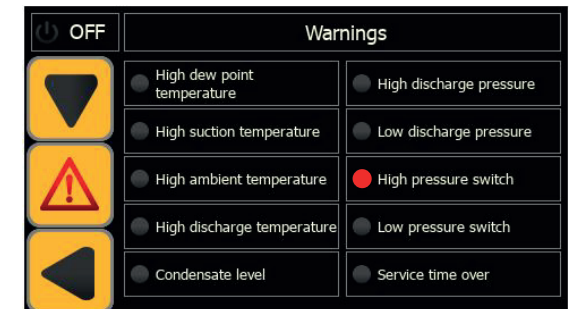 OFF
Warnings
High dew point
temperature
High discharge pressure
High suction temperature
Low discharge pressure
High ambient temperature
High pressure switch
High discharge temperature
Low pressure switch
Condensate level
Service time over